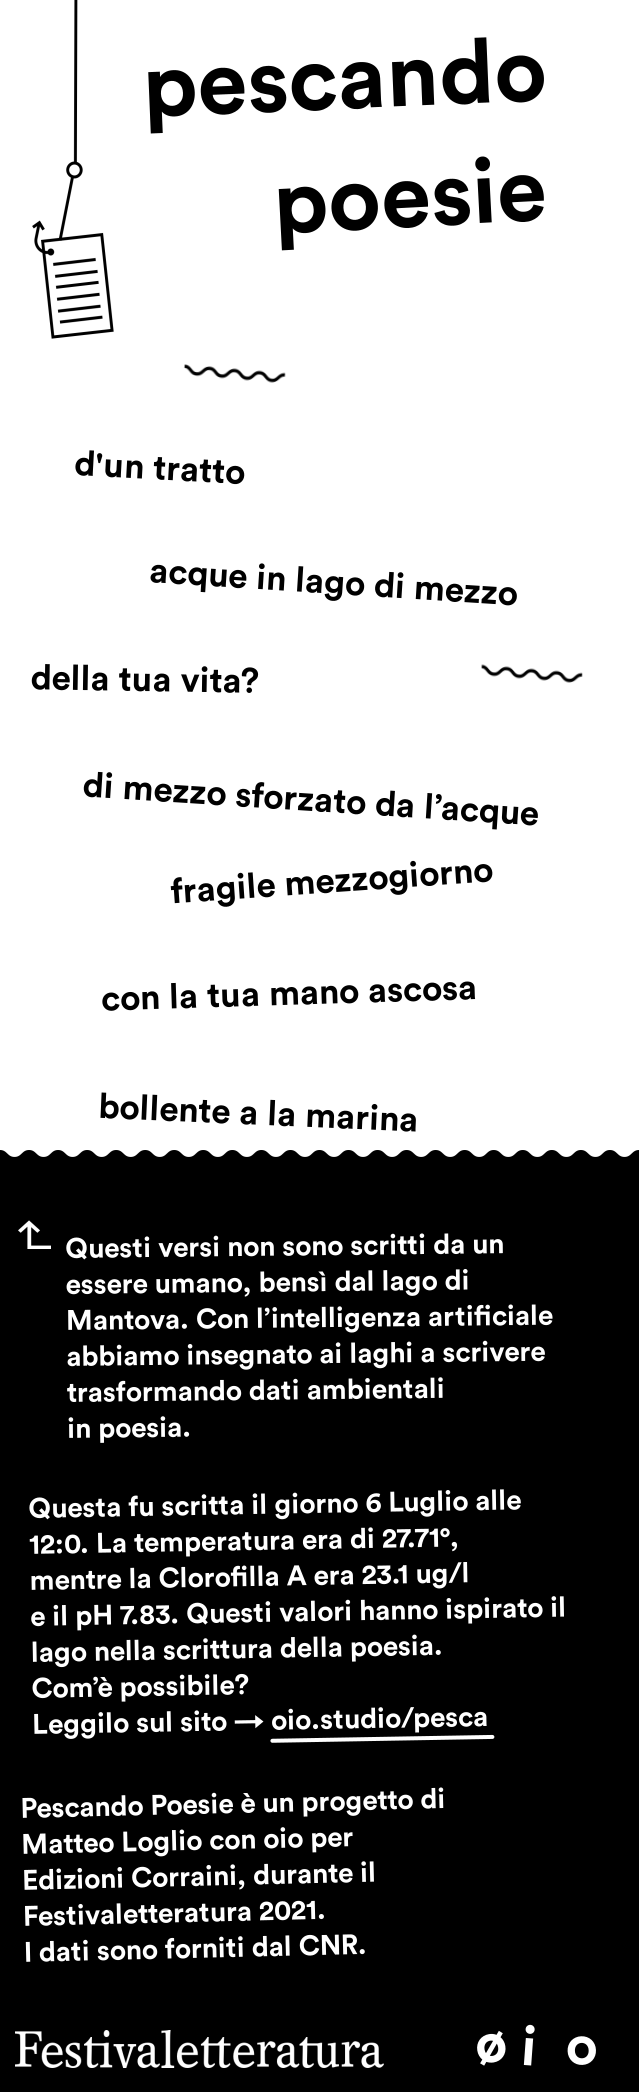 pescando
poesie
d'un tratto
acque in lago di mezzo
della tua vita?
di mezzo sforzato da l’acque
fragile mezzogiorno
con la tua mano ascosa
bollente a la marina
Questi versi non sono scritti da un
essere umano, bensì dal lago di
Mantova. Con l’intelligenza artificiale
abbiamo insegnato ai laghi a scrivere
trasformando dati ambientali
in poesia.
Questa fu scritta il giorno 6 Luglio alle
12:0. La temperatura era di 27.71°,
mentre la Clorofilla A era 23.1 ug/l
e il pH 7.83. Questi valori hanno ispirato il
lago nella scrittura della poesia.
Com’è possibile?
Leggilo sul sito → oio.studio/pesca
Pescando Poesie è un progetto di
Matteo Loglio con oio per
Edizioni Corraini, durante il
Festivaletteratura 2021.
I dati sono forniti dal CNR.
Festivaletteratura øio